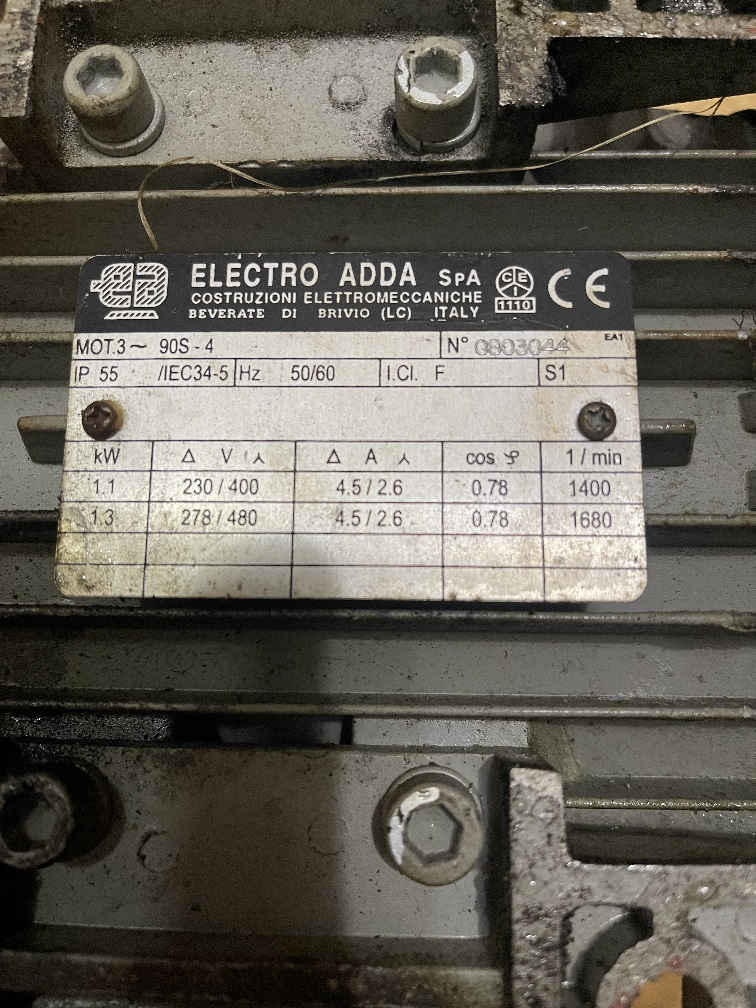 ELECTRO ADDA SPA
COSTRUZIONI ELETTROMECCANICHE
BEVERATE DI BRIVIO (LC) ITALY
1110
CE
MOT.3~ 90S-4 N° 0803044 EA1
IP 55 /IEC34-5 Hz 50/60 I.Cl. F S1
kW Δ V ⅄ Δ A ⅄ cos φ 1/min
1.1 230/400 4.5/2.6 0.78 1400
1.3 278/480 4.5/2.6 0.78 1680